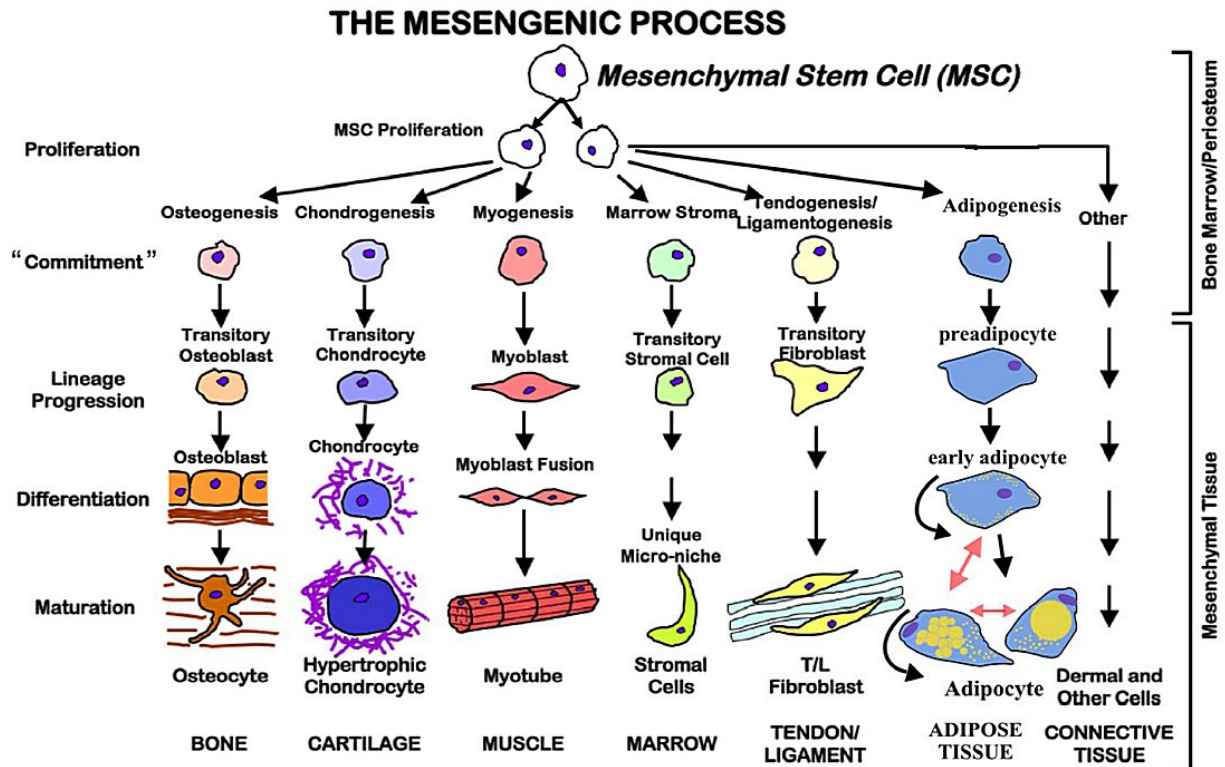 THE MESENGENIC PROCESS
Mesenchymal Stem Cell (MSC)
MSC Proliferation
Proliferation
Osteogenesis
Chondrogenesis
Myogenesis
Marrow Stroma
Tendogenesis/
Ligamentogenesis
Adipogenesis
Other
Bone Marrow/Periosteum
“Commitment”
Transitory
Osteoblast
Transitory
Chondrocyte
Myoblast
Transitory
Stromal Cell
Transitory
Fibroblast
preadipocyte
Lineage
Progression
Osteoblast
Chondrocyte
Myoblast Fusion
early adipocyte
Differentiation
Unique
Micro-niche
Mesenchymal Tissue
Maturation
Osteocyte
Hypertrophic
Chondrocyte
Myotube
Stromal
Cells
T/L
Fibroblast
Adipocyte
Dermal and
Other Cells
BONE
CARTILAGE
MUSCLE
MARROW
TENDON/
LIGAMENT
ADIPOSE
TISSUE
CONNECTIVE
TISSUE